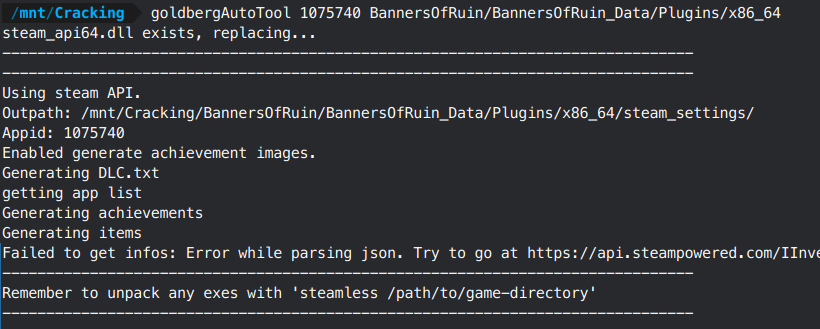 /mnt/Cracking goldbergAutoTool 1075740 BannersOfRuin/BannersOfRuin_Data/Plugins/x86_64
steam_api64.dll exists, replacing...
--------------------------------------------------------------------------------------
--------------------------------------------------------------------------------------
Using steam API.
Outpath: /mnt/Cracking/BannersOfRuin/BannersOfRuin_Data/Plugins/x86_64/steam_settings/
Appid: 1075740
Enabled generate achievement images.
Generating DLC.txt
getting app list
Generating achievements
Generating items
Failed to get infos: Error while parsing json. Try to go at https://api.steampowered.com/IInve
--------------------------------------------------------------------------------------
Remember to unpack any exes with 'steamless /path/to/game-directory'
--------------------------------------------------------------------------------------